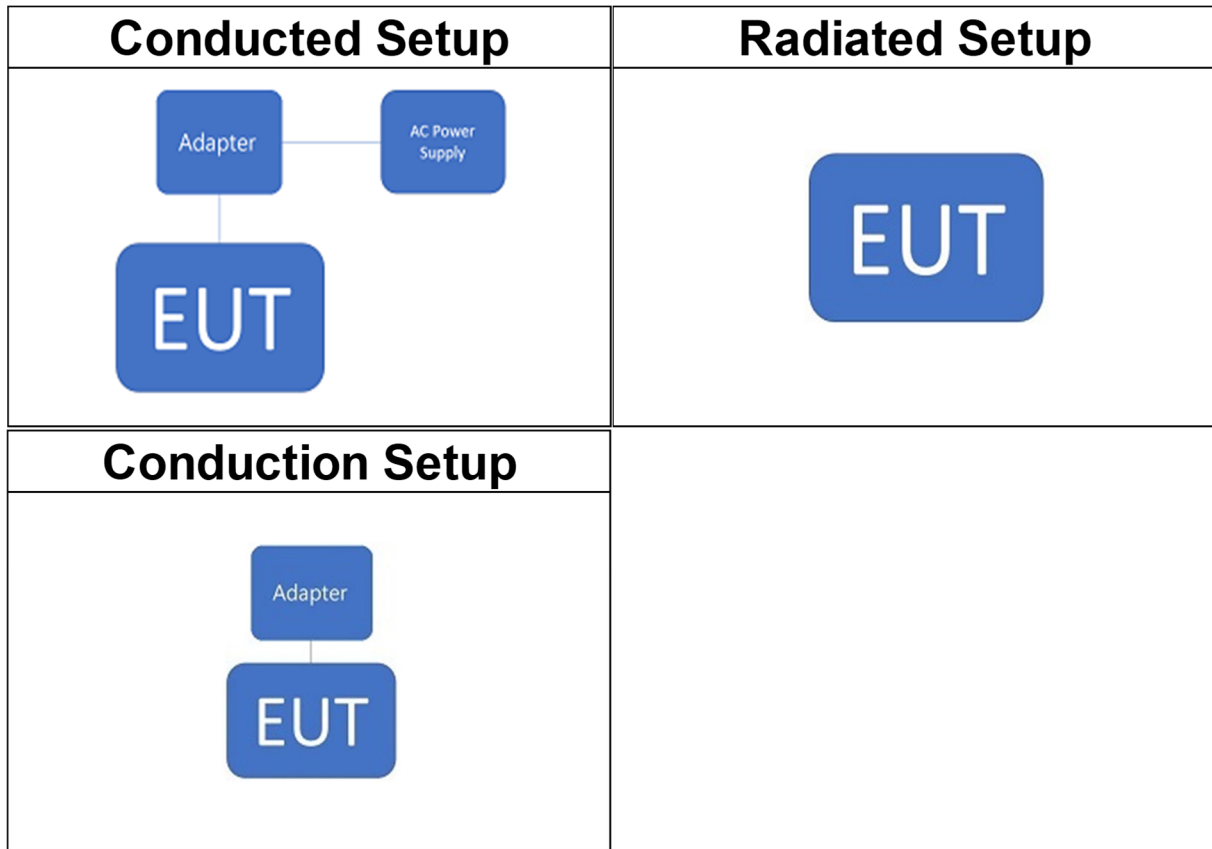 Conducted Setup
Radiated Setup
Adapter
AC Power
Supply
EUT
EUT
Conduction Setup
Adapter
EUT